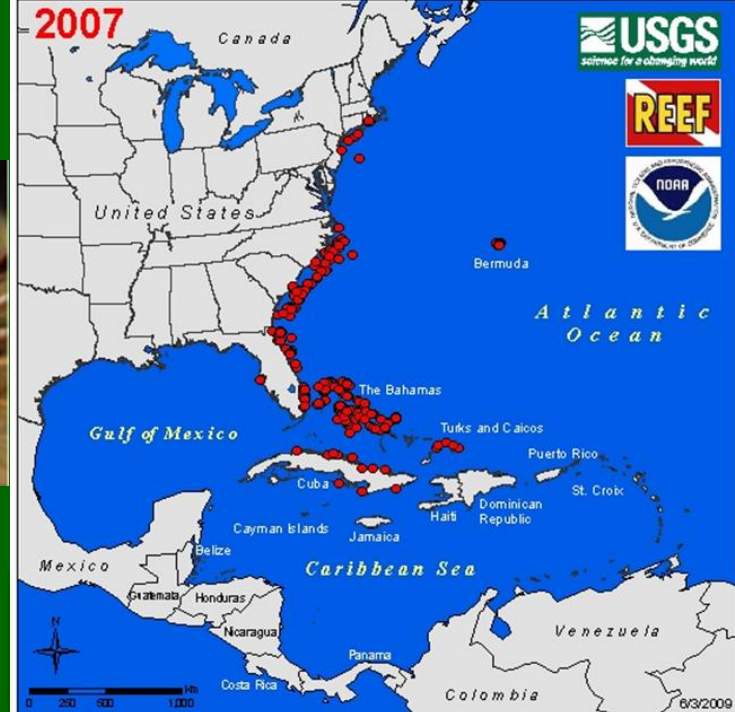 2007
Canada
USGS
science for a changing world
REEF
NOAA
United States
Bermuda
Atlantic
Ocean
The Bahamas
Gulf of Mexico
Turks and Caicos
Puerto Rico
Cuba
St. Croix
Haiti
Dominican
Republic
Cayman Islands
Jamaica
Belize
Mexico
Caribbean Sea
Guatemala
Honduras
Nicaragua
N
Venezuela
Panama
Costa Rica
Colombia
km
0 250 500 1,000
6/3/2009